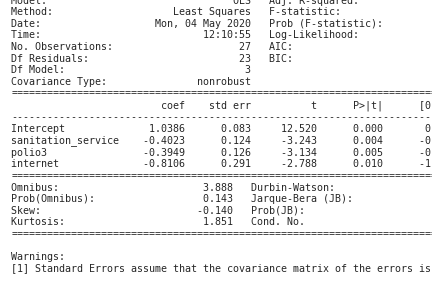 Model: OLS Adj. R-squared:
Method: Least Squares F-statistic:
Date: Mon, 04 May 2020 Prob (F-statistic):
Time: 12:10:55 Log-Likelihood:
No. Observations: 27 AIC:
Df Residuals: 23 BIC:
Df Model: 3
Covariance Type: nonrobust
coef std err t P>|t| [0
Intercept 1.0386 0.083 12.520 0.000 0
sanitation_service -0.4023 0.124 -3.243 0.004 -0
polio3 -0.3949 0.126 -3.134 0.005 -0
internet -0.8106 0.291 -2.788 0.010 -1
Omnibus: 3.888 Durbin-Watson:
Prob(Omnibus): 0.143 Jarque-Bera (JB):
Skew: -0.140 Prob(JB):
Kurtosis: 1.851 Cond. No.
Warnings:
[1] Standard Errors assume that the covariance matrix of the errors is